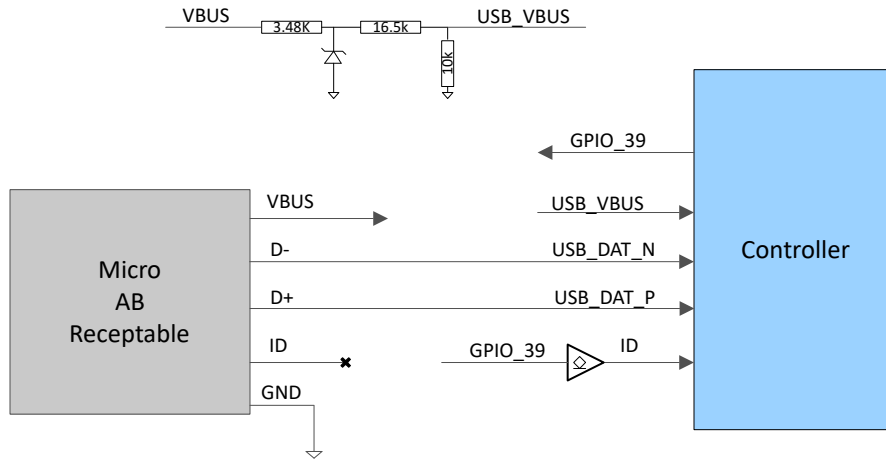 VBUS
3.48K
16.5k
USB_VBUS
10k
GPIO_39
VBUS
USB_VBUS
D-
USB_DAT_N
Controller
Micro
AB
Receptable
D+
USB_DAT_P
ID
GPIO_39
ID
GND